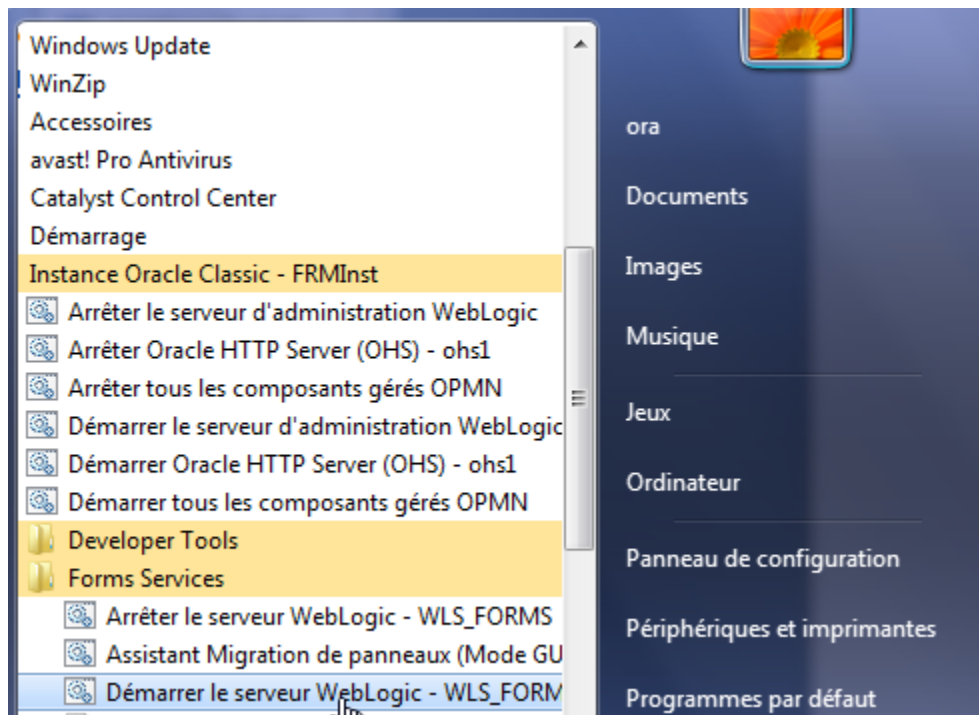 Windows Update
WinZip
Accessoires
avast! Pro Antivirus
Catalyst Control Center
Démarrage
Instance Oracle Classic - FRMInst
Arrêter le serveur d'administration WebLogic
Arrêter Oracle HTTP Server (OHS) - ohs1
Arrêter tous les composants gérés OPMN
Démarrer le serveur d'administration WebLogic
Démarrer Oracle HTTP Server (OHS) - ohs1
Démarrer tous les composants gérés OPMN
Developer Tools
Forms Services
Arrêter le serveur WebLogic - WLS_FORMS
Assistant Migration de panneaux (Mode GU
Démarrer le serveur WebLogic - WLS_FORM
ora
Documents
Images
Musique
Jeux
Ordinateur
Panneau de configuration
Périphériques et imprimantes
Programmes par défaut